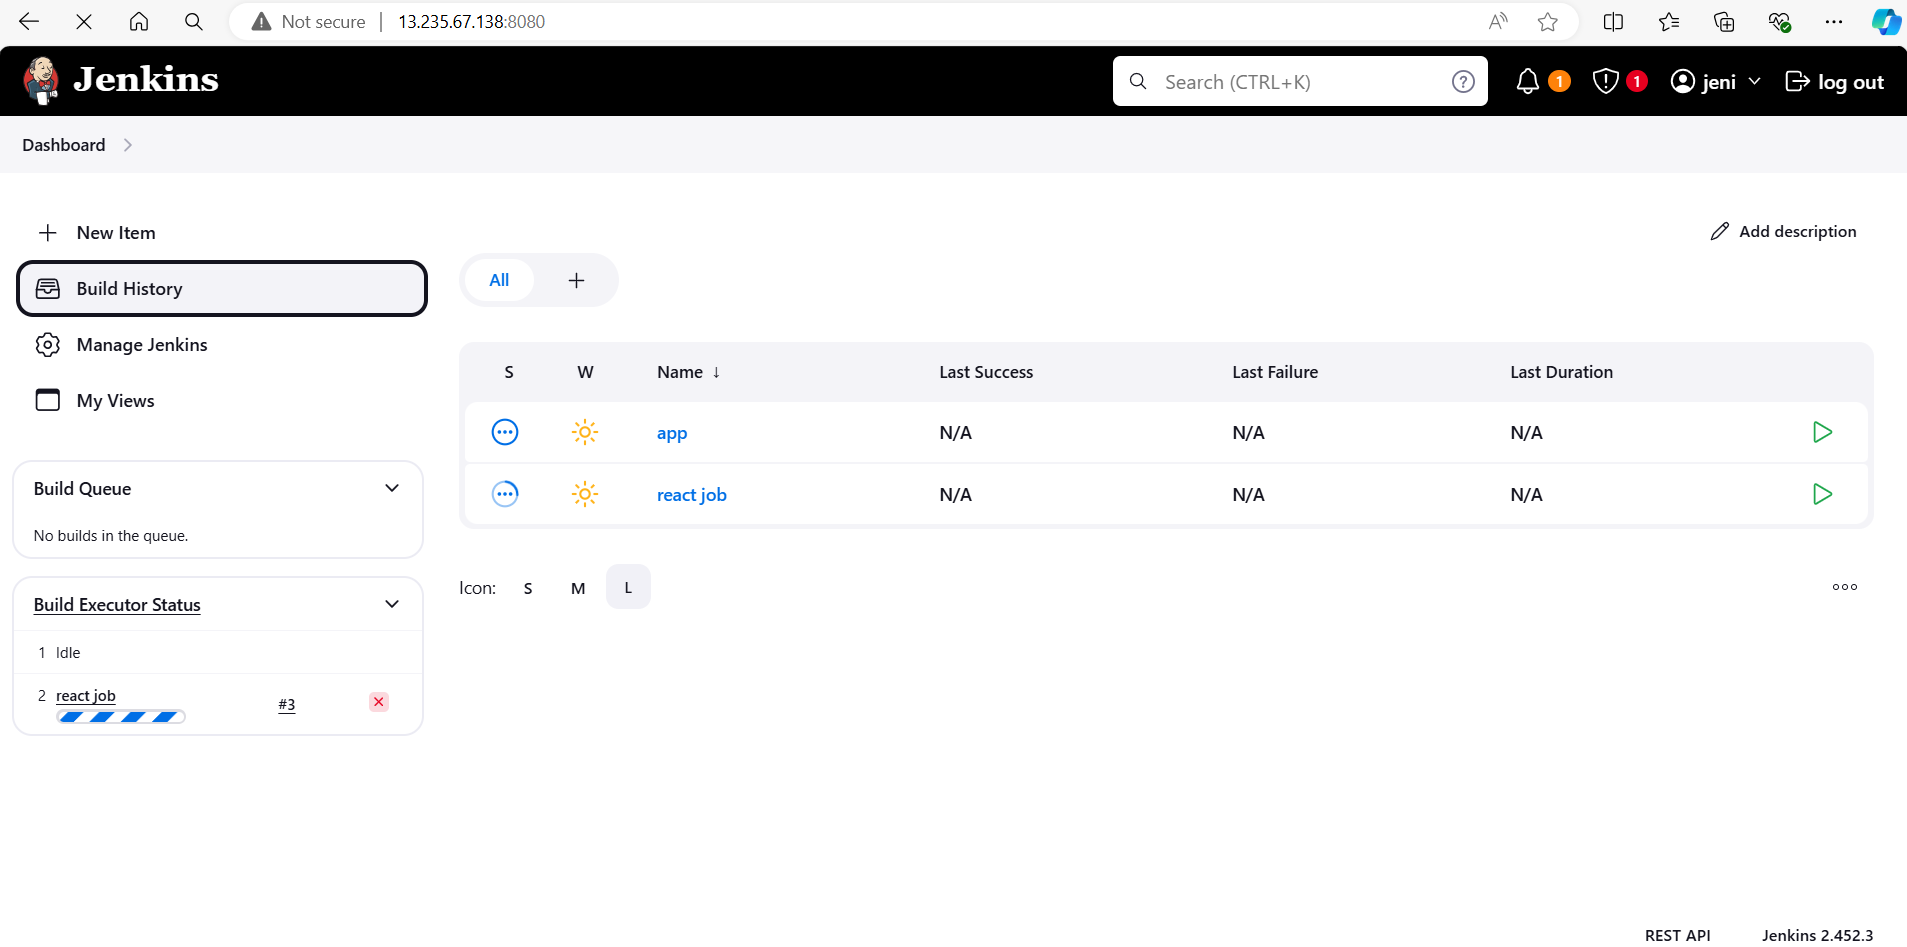 Not secure | 13.235.67.138:8080
Jenkins
Search (CTRL+K) ? 1 1 jeni log out
Dashboard
New Item
Add description
Build History
All +
Manage Jenkins
My Views
S W Name ↓ Last Success Last Failure Last Duration
app N/A N/A N/A
react job N/A N/A N/A
Build Queue
No builds in the queue.
Icon: S M L
Build Executor Status
1 Idle
2 react job #3
REST API Jenkins 2.452.3